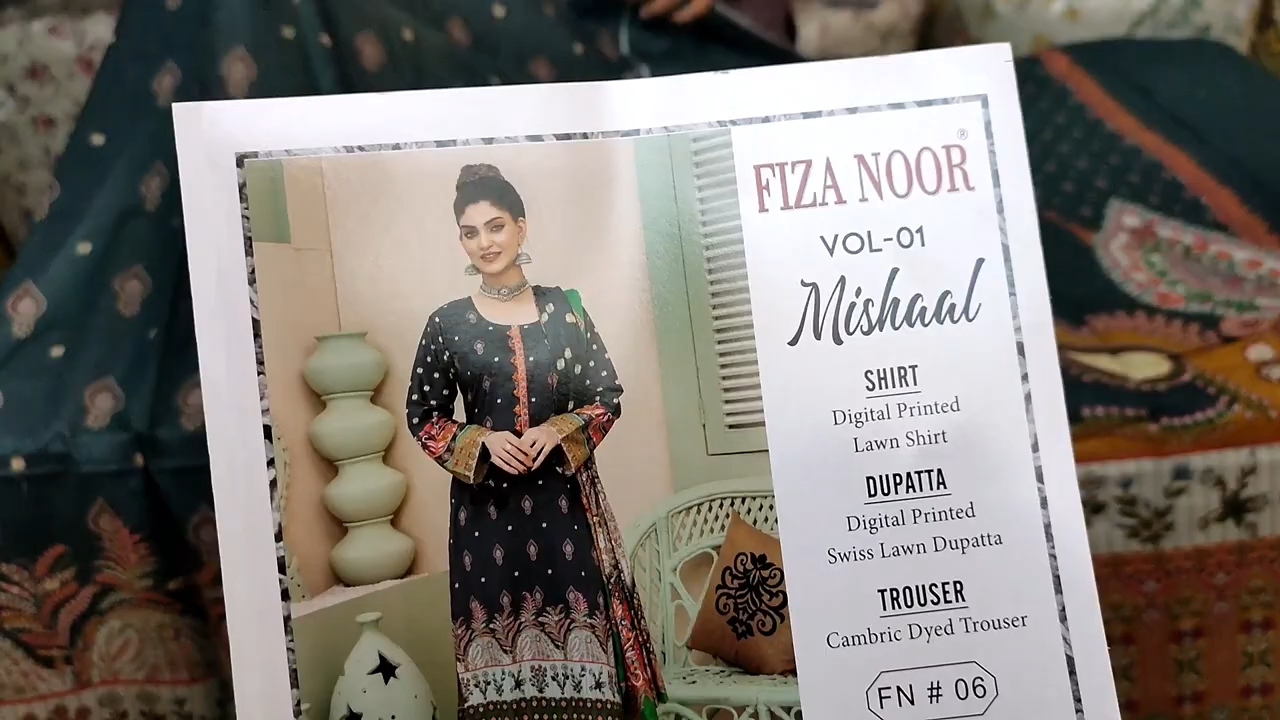 FIZA NOOR ®
VOL-01
Mishaal
SHIRT
Digital Printed
Lawn Shirt
DUPATTA
Digital Printed
Swiss Lawn Dupatta
TROUSER
Cambric Dyed Trouser
FN # 06